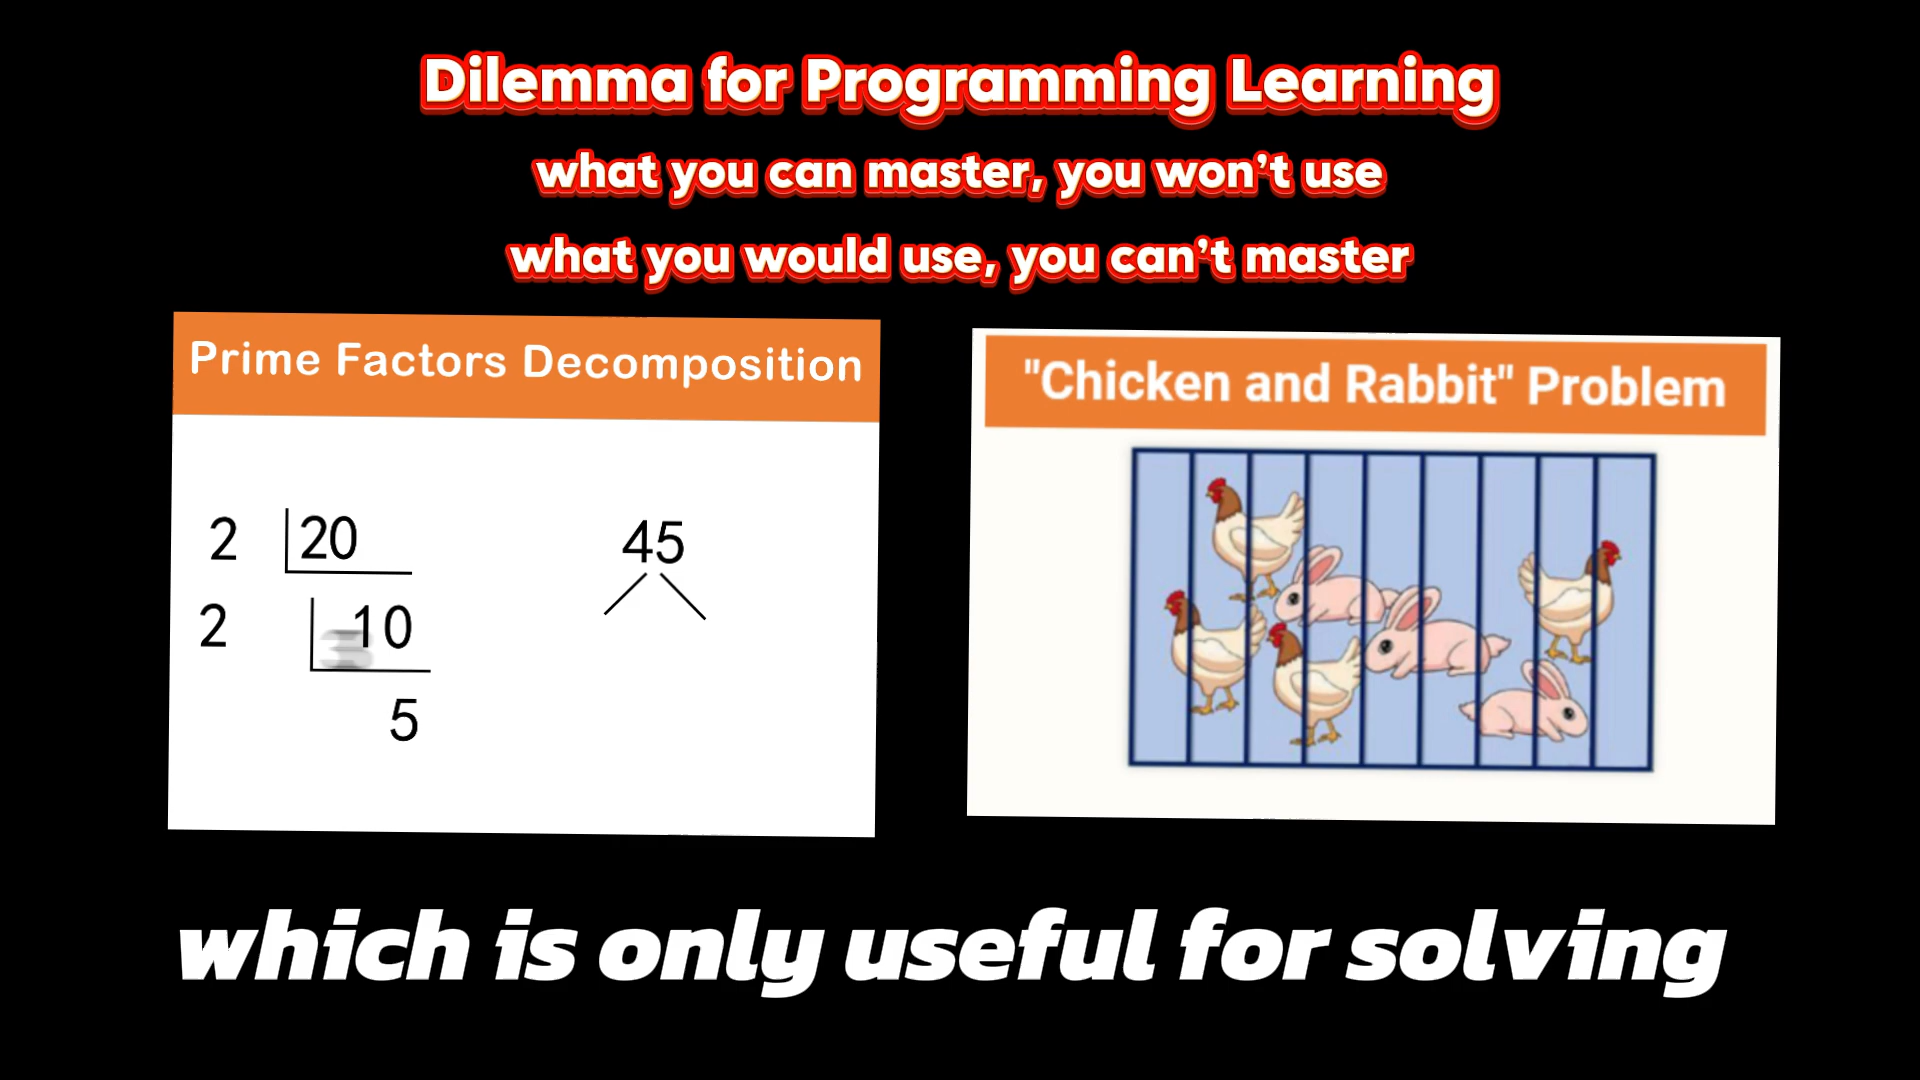 Dilemma for Programming Learning
what you can master, you won't use
what you would use, you can't master
Prime Factors Decomposition
2 20
2 10
5
45
"Chicken and Rabbit" Problem
which is only useful for solving